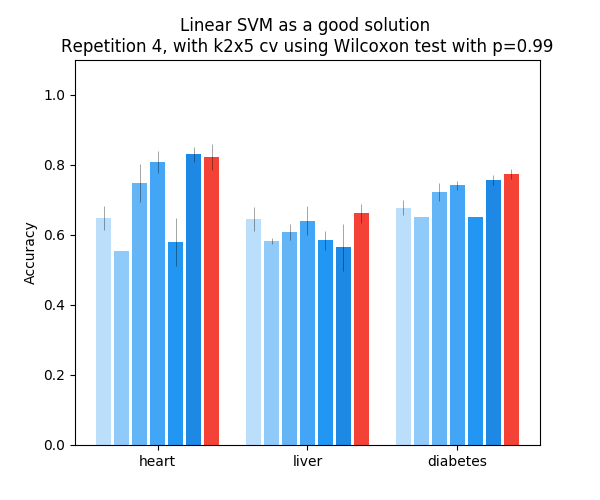 Linear SVM as a good solution
Repetition 4, with k2x5 cv using Wilcoxon test with p=0.99
1.0
0.8
0.6
0.4
0.2
0.0
Accuracy
heart liver diabetes